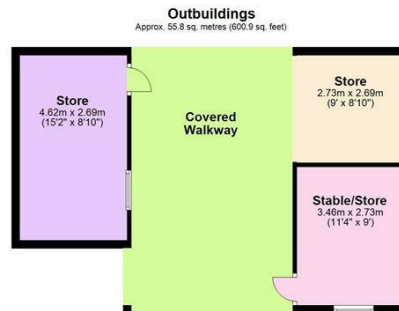 Outbuildings
Approx. 55.8 sq. metres (600.9 sq. feet)
Store
4.62m x 2.69m
(15'2" x 8'10")
Covered
Walkway
Store
2.73m x 2.69m
(9' x 8'10")
Stable/Store
3.46m x 2.73m
(11'4" x 9')